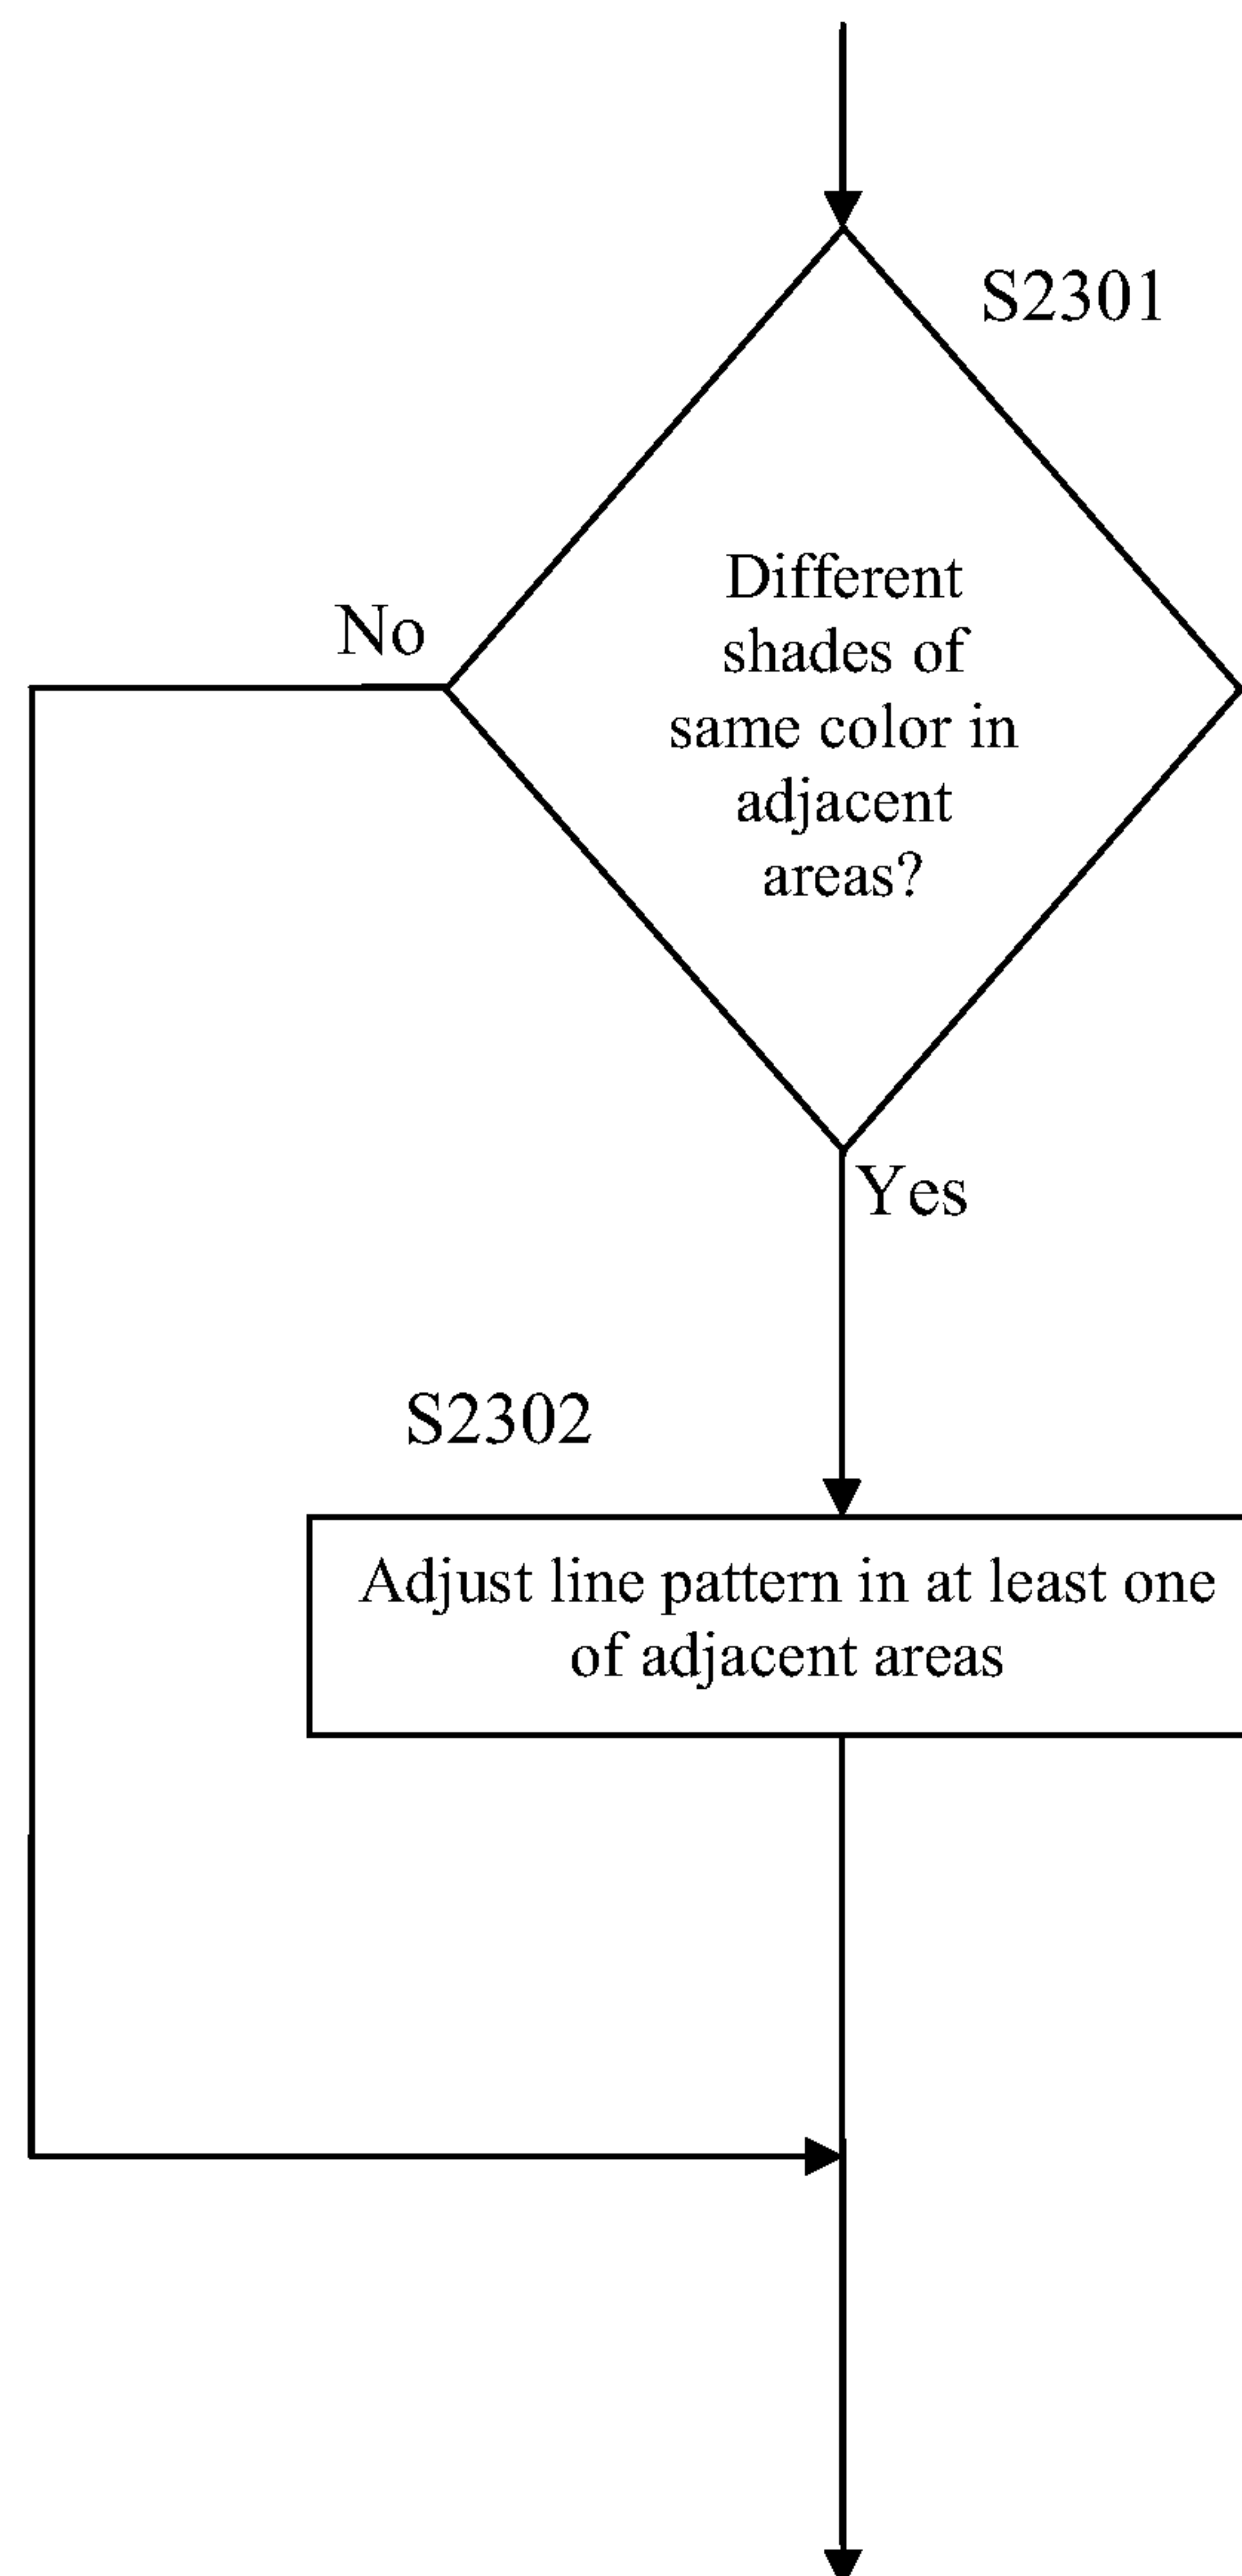 S2301
Different
shades of
same color in
adjacent
areas?
No
Yes
S2302
Adjust line pattern in at least one
of adjacent areas